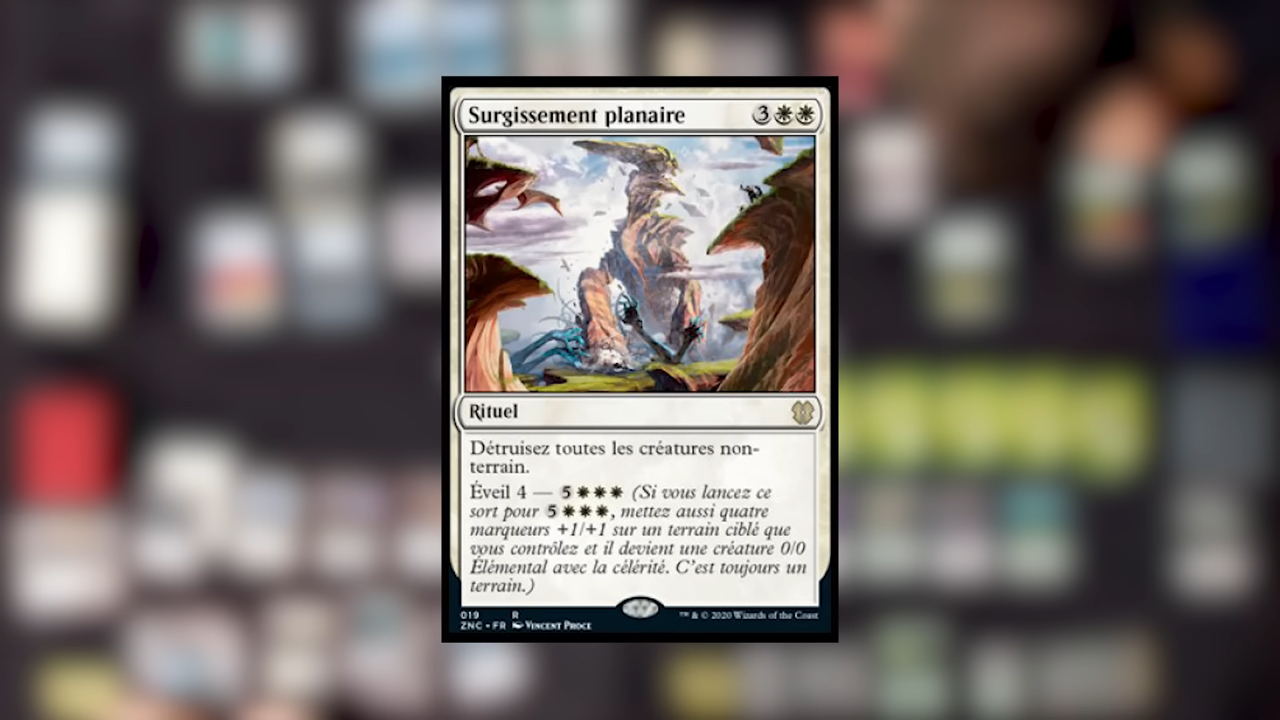 Surgissement planaire 3
Rituel
Détruisez toutes les créatures non-
terrain.
Éveil 4 — 5 (Si vous lancez ce
sort pour 5, mettez aussi quatre
marqueurs +1/+1 sur un terrain ciblé que
vous contrôlez et il devient une créature 0/0
Élémental avec la célérité. C'est toujours un
terrain.)
019 R
ZNC • FR Vincent Proce
™ & © 2020 Wizards of the Coast